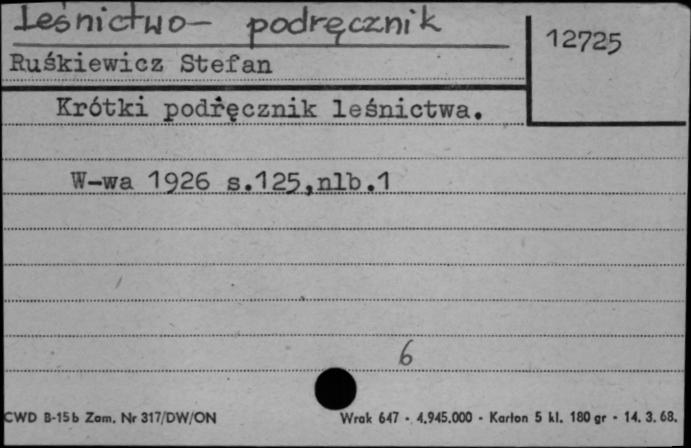 Leśnictwo- podręcznik
12725
Ruśkiewicz Stefan
Krótki podręcznik leśnictwa.
W-wa 1926 s.125,nlb.1
6
CWD B-15b Zam. Nr 317/DW/ON Wrak 647 - 4.945.000 - Karton 5 kl. 180 gr - 14. 3. 68.